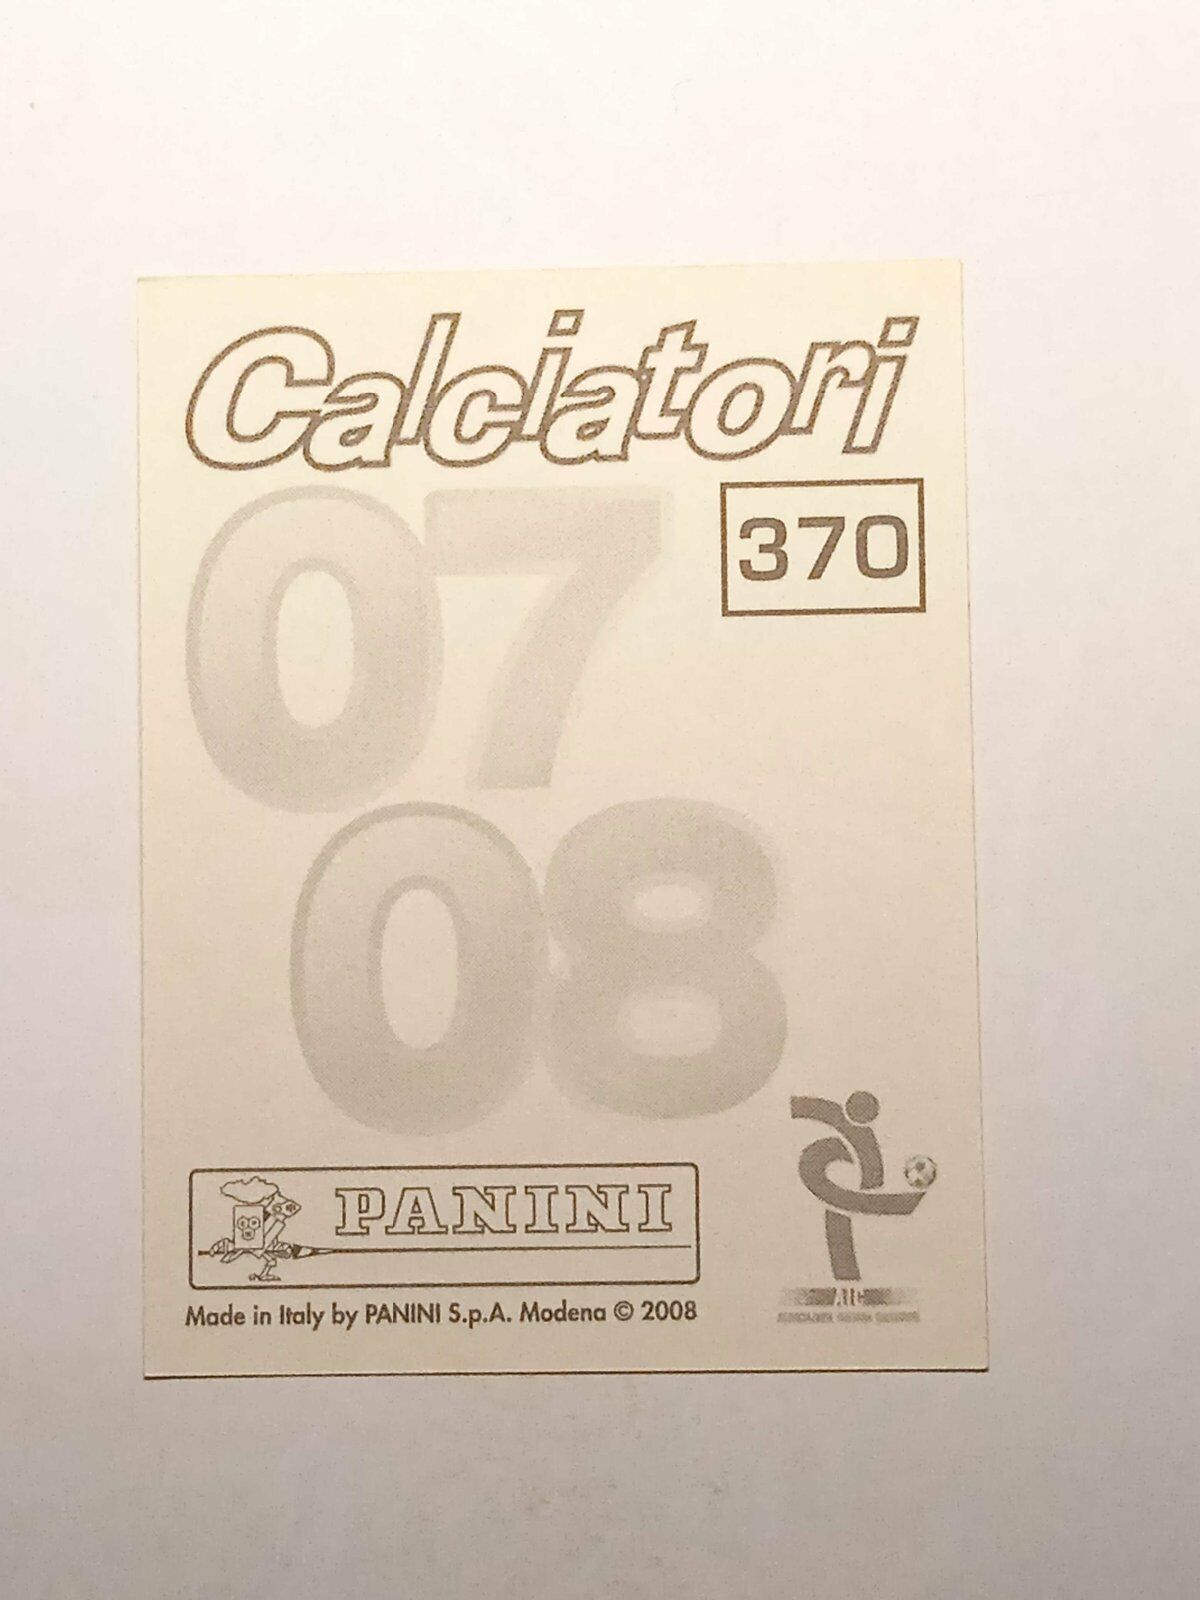 Calciatori
370
07
08
PANINI
Made in Italy by PANINI S.p.A. Modena © 2008